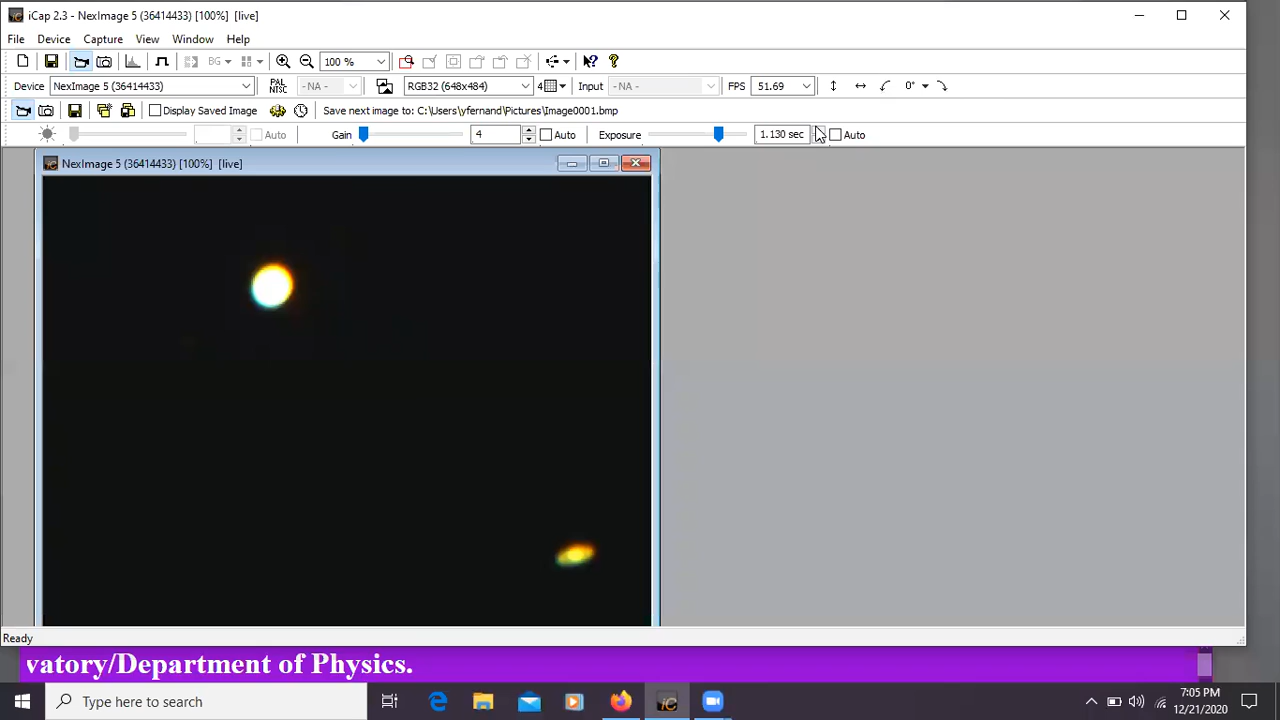 iCap 2.3 - NexImage 5 (36414433) [100%] [live]
File Device Capture View Window Help
BG 100 %
Device NexImage 5 (36414433) PAL NTSC - NA - RGB32 (648x484) Input - NA - FPS 51.69 0°
Display Saved Image Save next image to: C:\Users\yfernand\Pictures\Image0001.bmp
Auto Gain 4 Auto Exposure 1.130 sec Auto
NexImage 5 (36414433) [100%] [live]
Ready
vatory/Department of Physics.
Type here to search
7:05 PM
12/21/2020